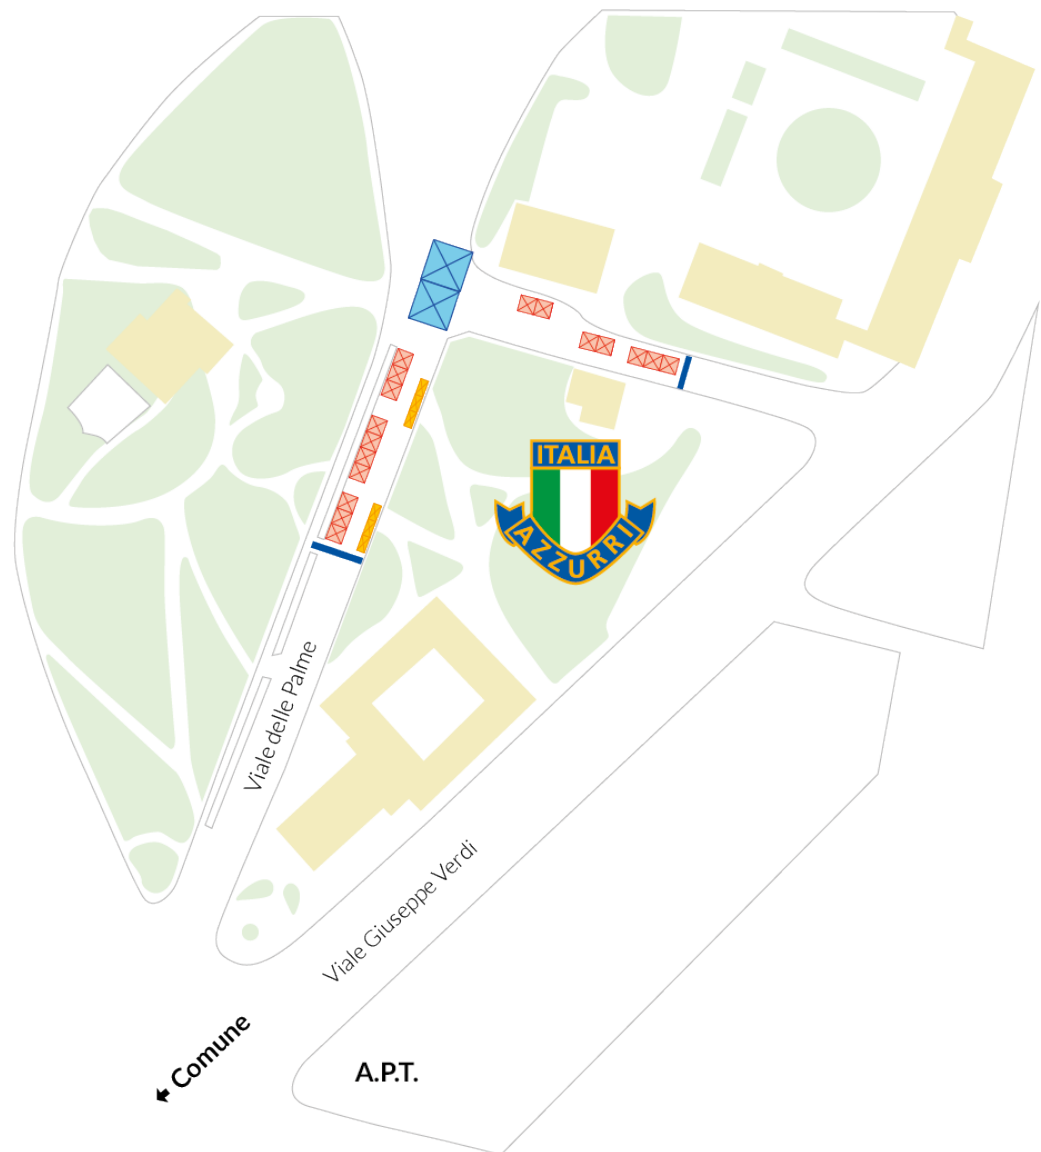 ITALIA
AZZURRI
Viale delle Palme
Viale Giuseppe Verdi
Comune
A.P.T.